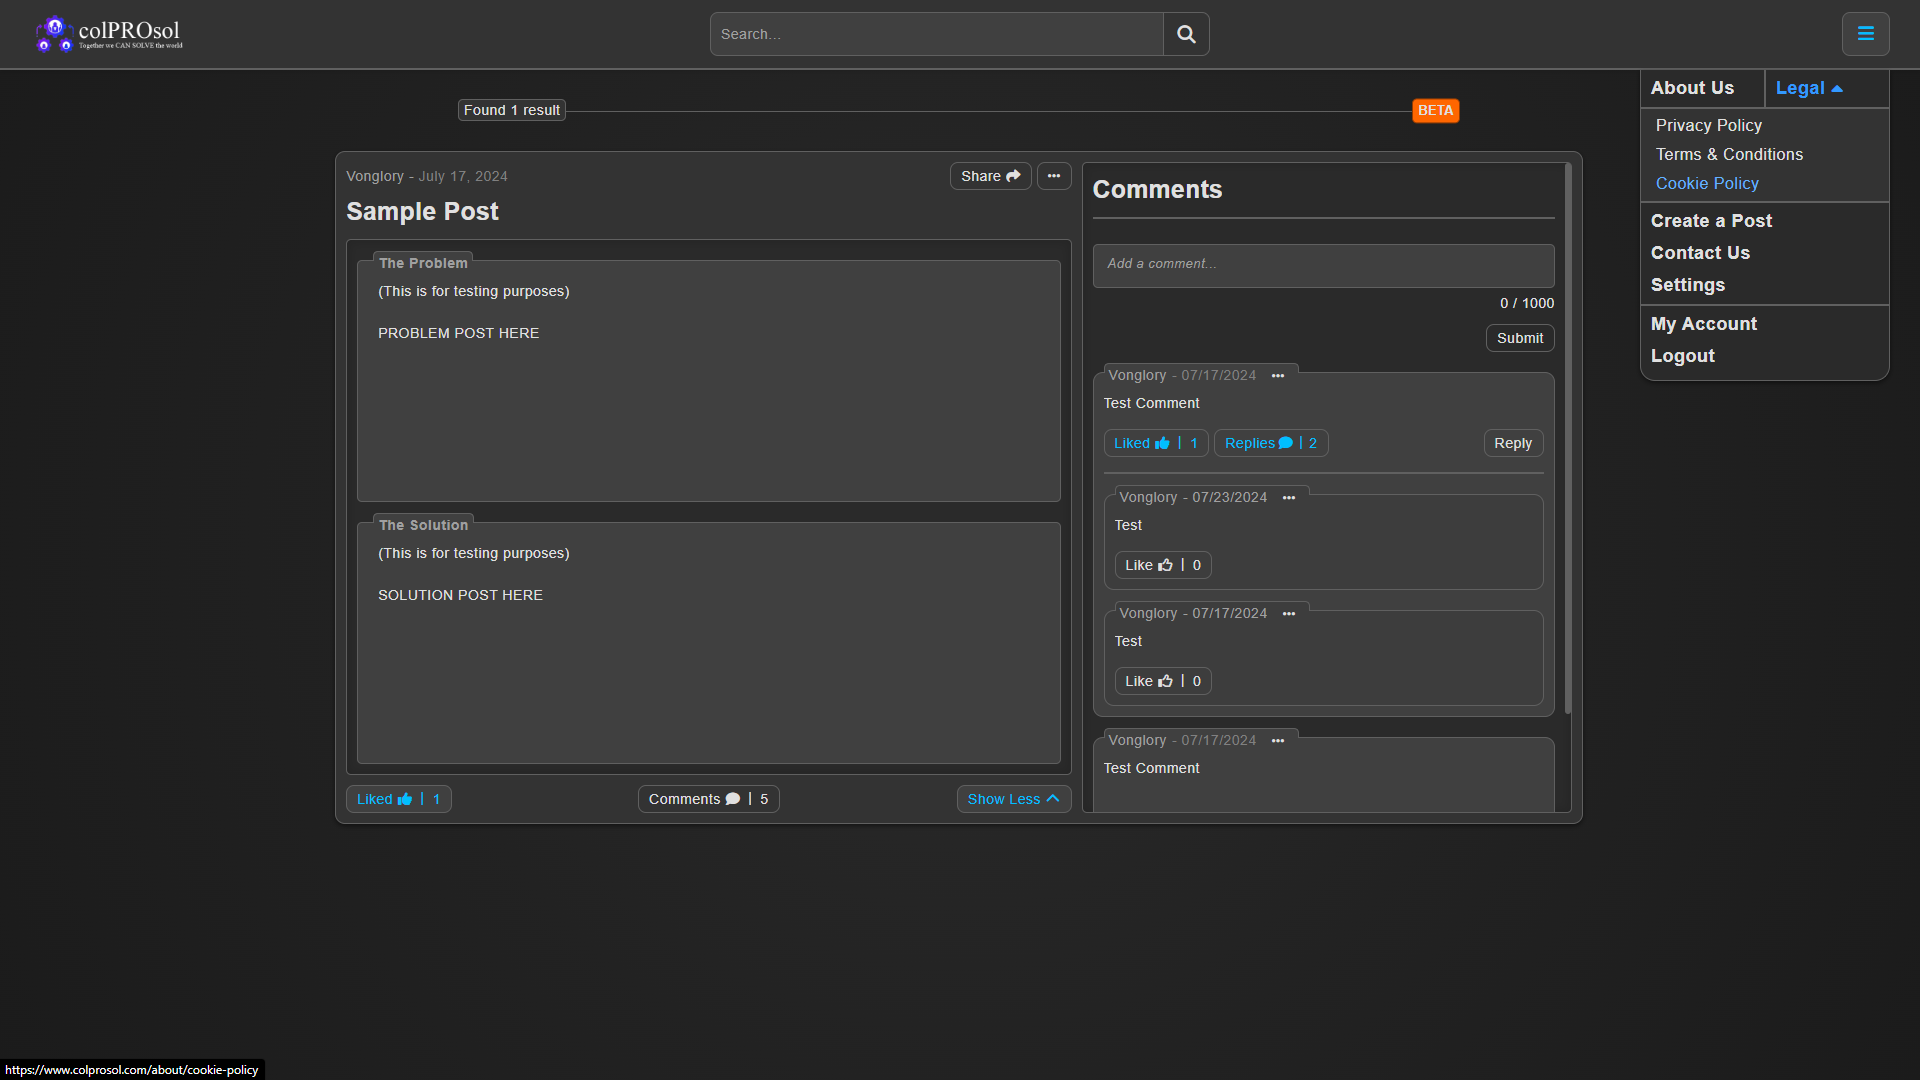 colPROsol
Together we CAN SOLVE the world
Search...
Found 1 result
BETA
About Us
Legal
Privacy Policy
Terms & Conditions
Cookie Policy
Create a Post
Contact Us
Settings
My Account
Logout
Vonglory - July 17, 2024
Share
Sample Post
The Problem
(This is for testing purposes)
PROBLEM POST HERE
The Solution
(This is for testing purposes)
SOLUTION POST HERE
Liked | 1
Comments | 5
Show Less
Comments
Add a comment...
0 / 1000
Submit
Vonglory - 07/17/2024
Test Comment
Liked | 1
Replies | 2
Reply
Vonglory - 07/23/2024
Test
Like | 0
Vonglory - 07/17/2024
Test
Like | 0
Vonglory - 07/17/2024
Test Comment
https://www.colprosol.com/about/cookie-policy